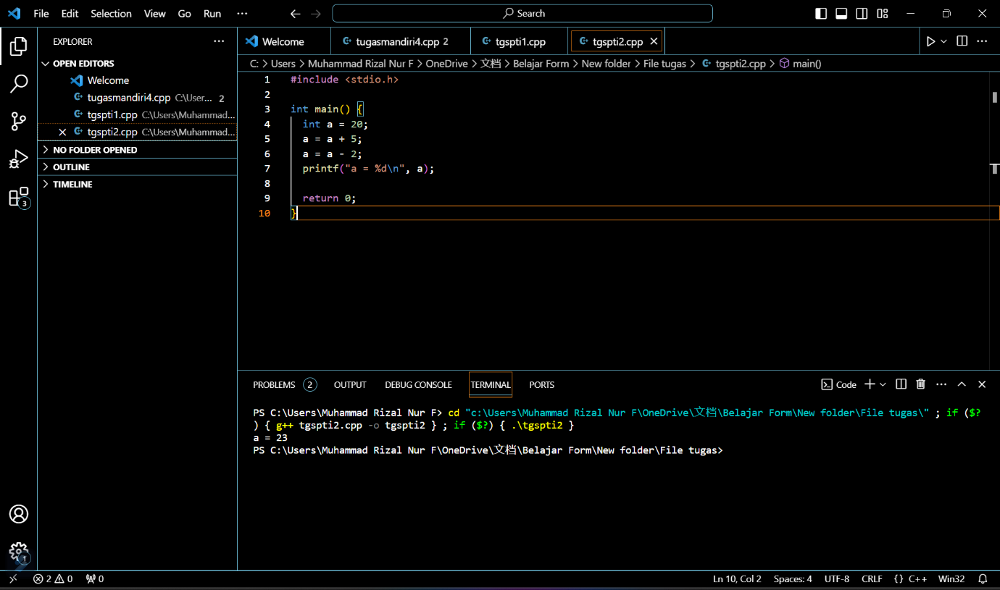 File Edit Selection View Go Run ··· Search
EXPLORER ···
OPEN EDITORS
Welcome
tugasmandiri4.cpp C:\User... 2
tgspti1.cpp C:\Users\Muhammad...
tgspti2.cpp C:\Users\Muhammad...
NO FOLDER OPENED
OUTLINE
TIMELINE
3
1
Welcome tugasmandiri4.cpp 2 tgspti1.cpp tgspti2.cpp
C: > Users > Muhammad Rizal Nur F > OneDrive > 文档 > Belajar Form > New folder > File tugas > tgspti2.cpp > main()
1 #include <stdio.h>
2
3 int main() {
4 int a = 20;
5 a = a + 5;
6 a = a - 2;
7 printf("a = %d\n", a);
8
9 return 0;
10 }
PROBLEMS 2 OUTPUT DEBUG CONSOLE TERMINAL PORTS Code
PS C:\Users\Muhammad Rizal Nur F> cd "c:\Users\Muhammad Rizal Nur F\OneDrive\文档\Belajar Form\New folder\File tugas\" ; if ($?
) { g++ tgspti2.cpp -o tgspti2 } ; if ($?) { .\tgspti2 }
a = 23
PS C:\Users\Muhammad Rizal Nur F\OneDrive\文档\Belajar Form\New folder\File tugas>
2 0 0 Ln 10, Col 2 Spaces: 4 UTF-8 CRLF {} C++ Win32